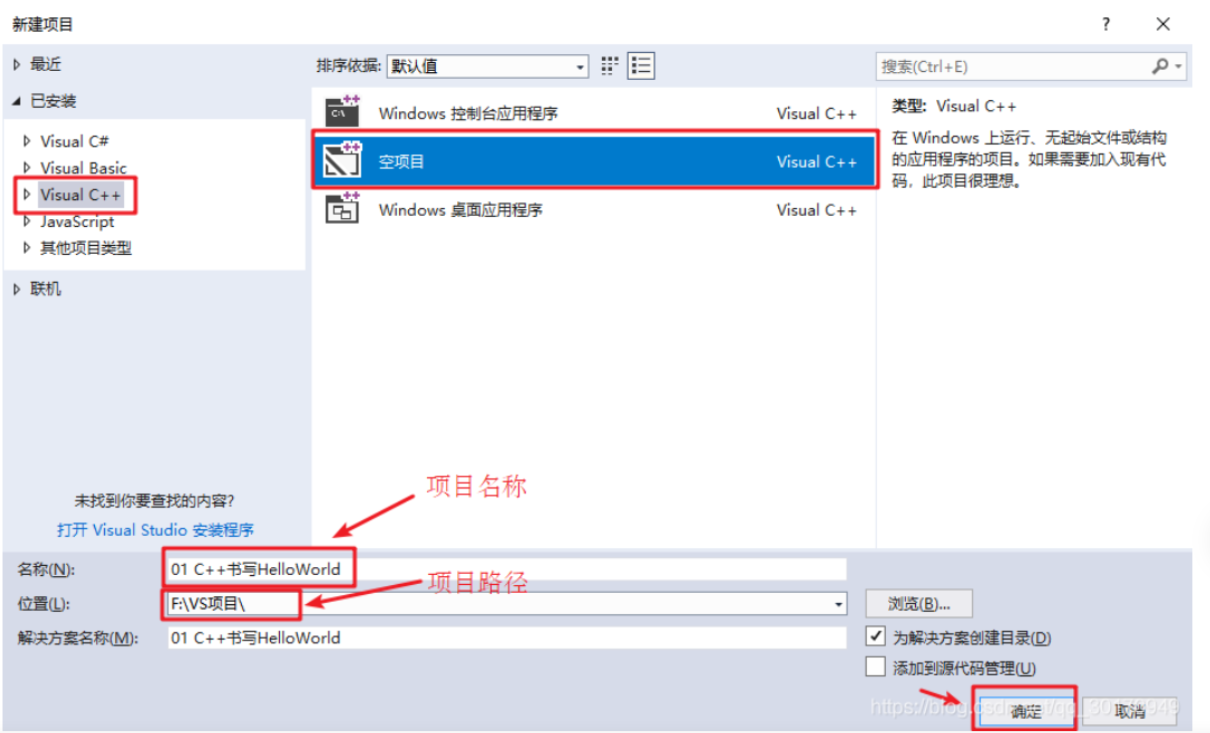 新建项目
?
最近
已安装
Visual C#
Visual Basic
Visual C++
JavaScript
其他项目类型
联机
未找到你要查找的内容?
打开 Visual Studio 安装程序
排序依据: 默认值
Windows 控制台应用程序 Visual C++
空项目 Visual C++
Windows 桌面应用程序 Visual C++
搜索(Ctrl+E)
类型: Visual C++
在 Windows 上运行、无起始文件或结构
的应用程序的项目。如果需要加入现有代
码，此项目很理想。
项目名称
名称(N): 01 C++书写HelloWorld
项目路径
位置(L): F:\VS项目\ 浏览(B)...
解决方案名称(M): 01 C++书写HelloWorld
为解决方案创建目录(D)
添加到源代码管理(U)
确定 取消